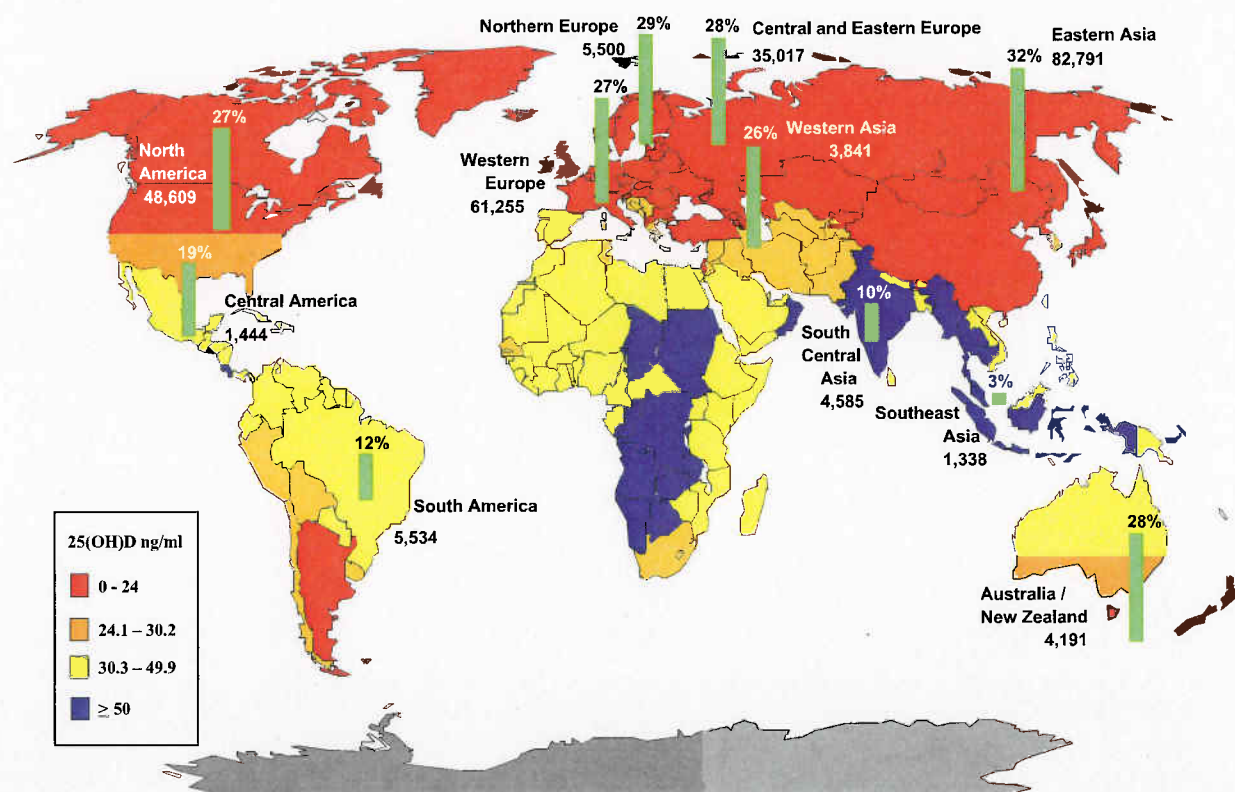 29%
28%
Northern Europe
5,500
Central and Eastern Europe
35,017
Eastern Asia
82,791
32%
27%
27%
North
America
48,609
26%
Western Asia
3,841
Western
Europe
61,255
19%
Central America
1,444
10%
South
Central
Asia
4,585
3%
Southeast
Asia
1,338
12%
South America
5,534
28%
Australia /
New Zealand
4,191
25(OH)D ng/ml
0 - 24
24.1 – 30.2
30.3 – 49.9
≥ 50